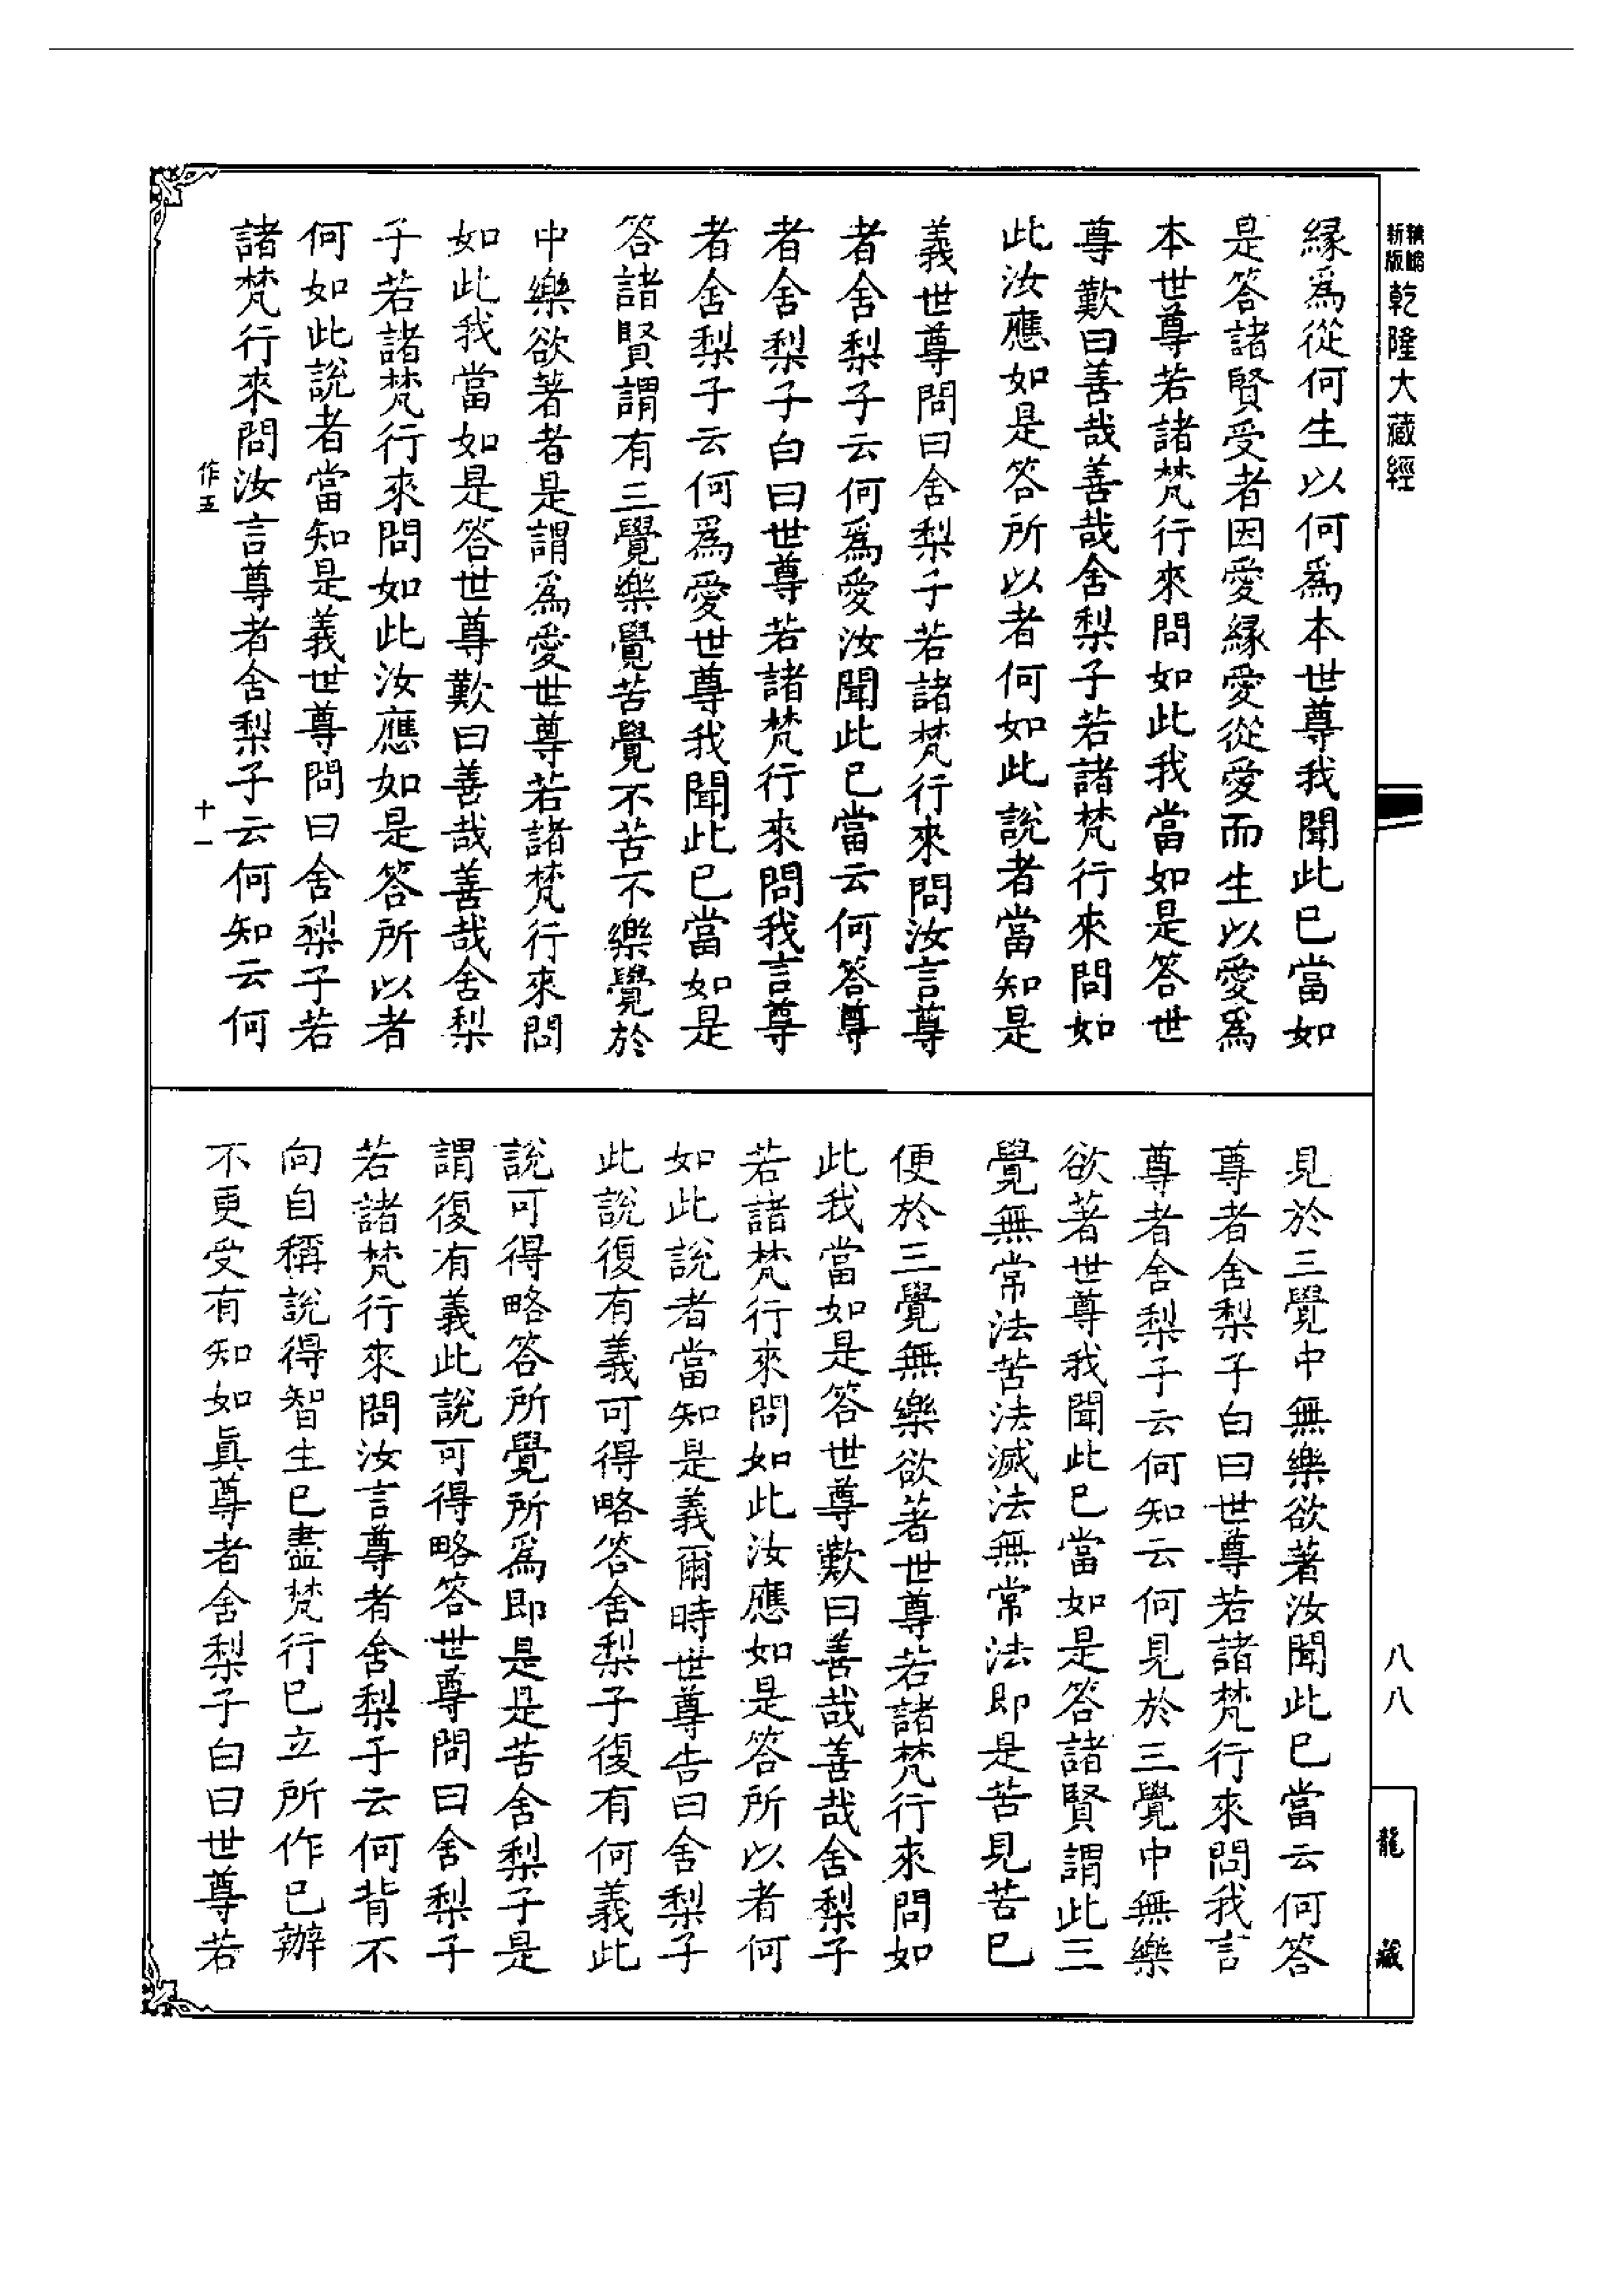 新版
乾隆大藏經
緣爲從何生以何爲本世尊我聞此已當如
是答諸賢受者因愛緣愛從愛而生以愛爲
本世尊若諸梵行來問如此我當如是答世
尊歎曰善哉善哉舍梨子若諸梵行來問如
此汝應如是答所以者何如此說者當知是
義世尊問曰舍梨子若諸梵行來問汝言尊
者舍梨子云何爲愛汝聞此已當云何答尊
者舍梨子白曰世尊若諸梵行來問我言尊
者舍梨子云何爲愛世尊我聞此已當如是
答諸賢謂有三覺樂覺苦覺不苦不樂覺於
中樂欲著者是謂爲愛世尊若諸梵行來問
如此我當如是答世尊歎曰善哉善哉舍梨
子若諸梵行來問如此汝應如是答所以者
何如此說者當知是義世尊問曰舍梨子若
諸梵行來問汝言尊者舍梨子云何知云何
作五
十一
見於三覺中無樂欲著汝聞此已當云何答
尊者舍梨子白曰世尊若諸梵行來問我言
尊者舍梨子云何知云何見於三覺中無樂
欲著世尊我聞此已當如是答諸賢謂此三
覺無常法苦法滅法無常法即是苦見苦已
便於三覺無樂欲著世尊若諸梵行來問如
此我當如是答世尊歎曰善哉善哉舍梨子
若諸梵行來問如此汝應如是答所以者何
如此說者當知是義爾時世尊告曰舍梨子
此說復有義可得略答舍梨子復有何義此
說可得略答所覺所爲即是是苦舍梨子是
謂復有義此說可得略答世尊問曰舍梨子
若諸梵行來問汝言尊者舍梨子云何背不
向自稱說得智生已盡梵行已立所作已辦
不更受有知如眞尊者舍梨子白曰世尊若
八八
龍藏